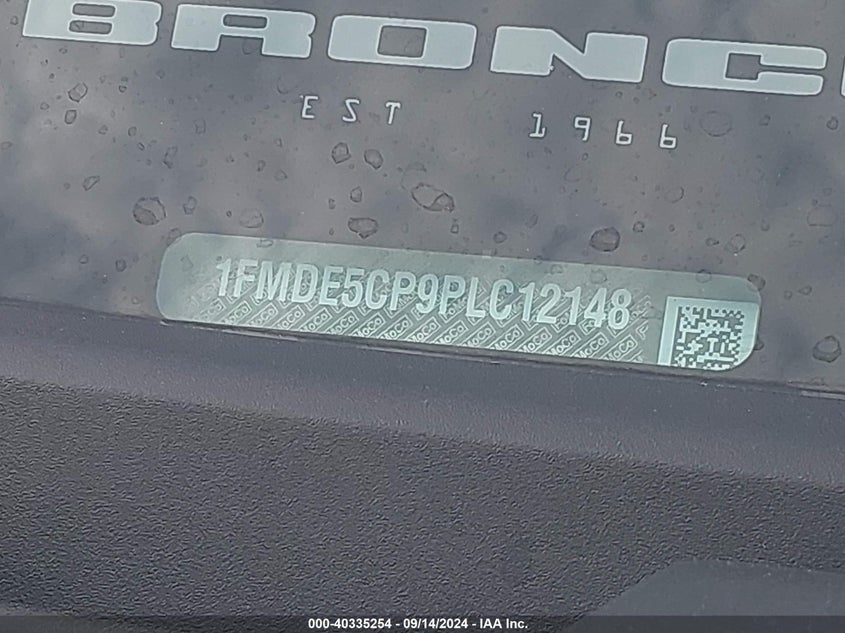 BRONC
EST 1966
1FMDE5CP9PLC12148
000-40335254 - 09/14/2024 - IAA Inc.